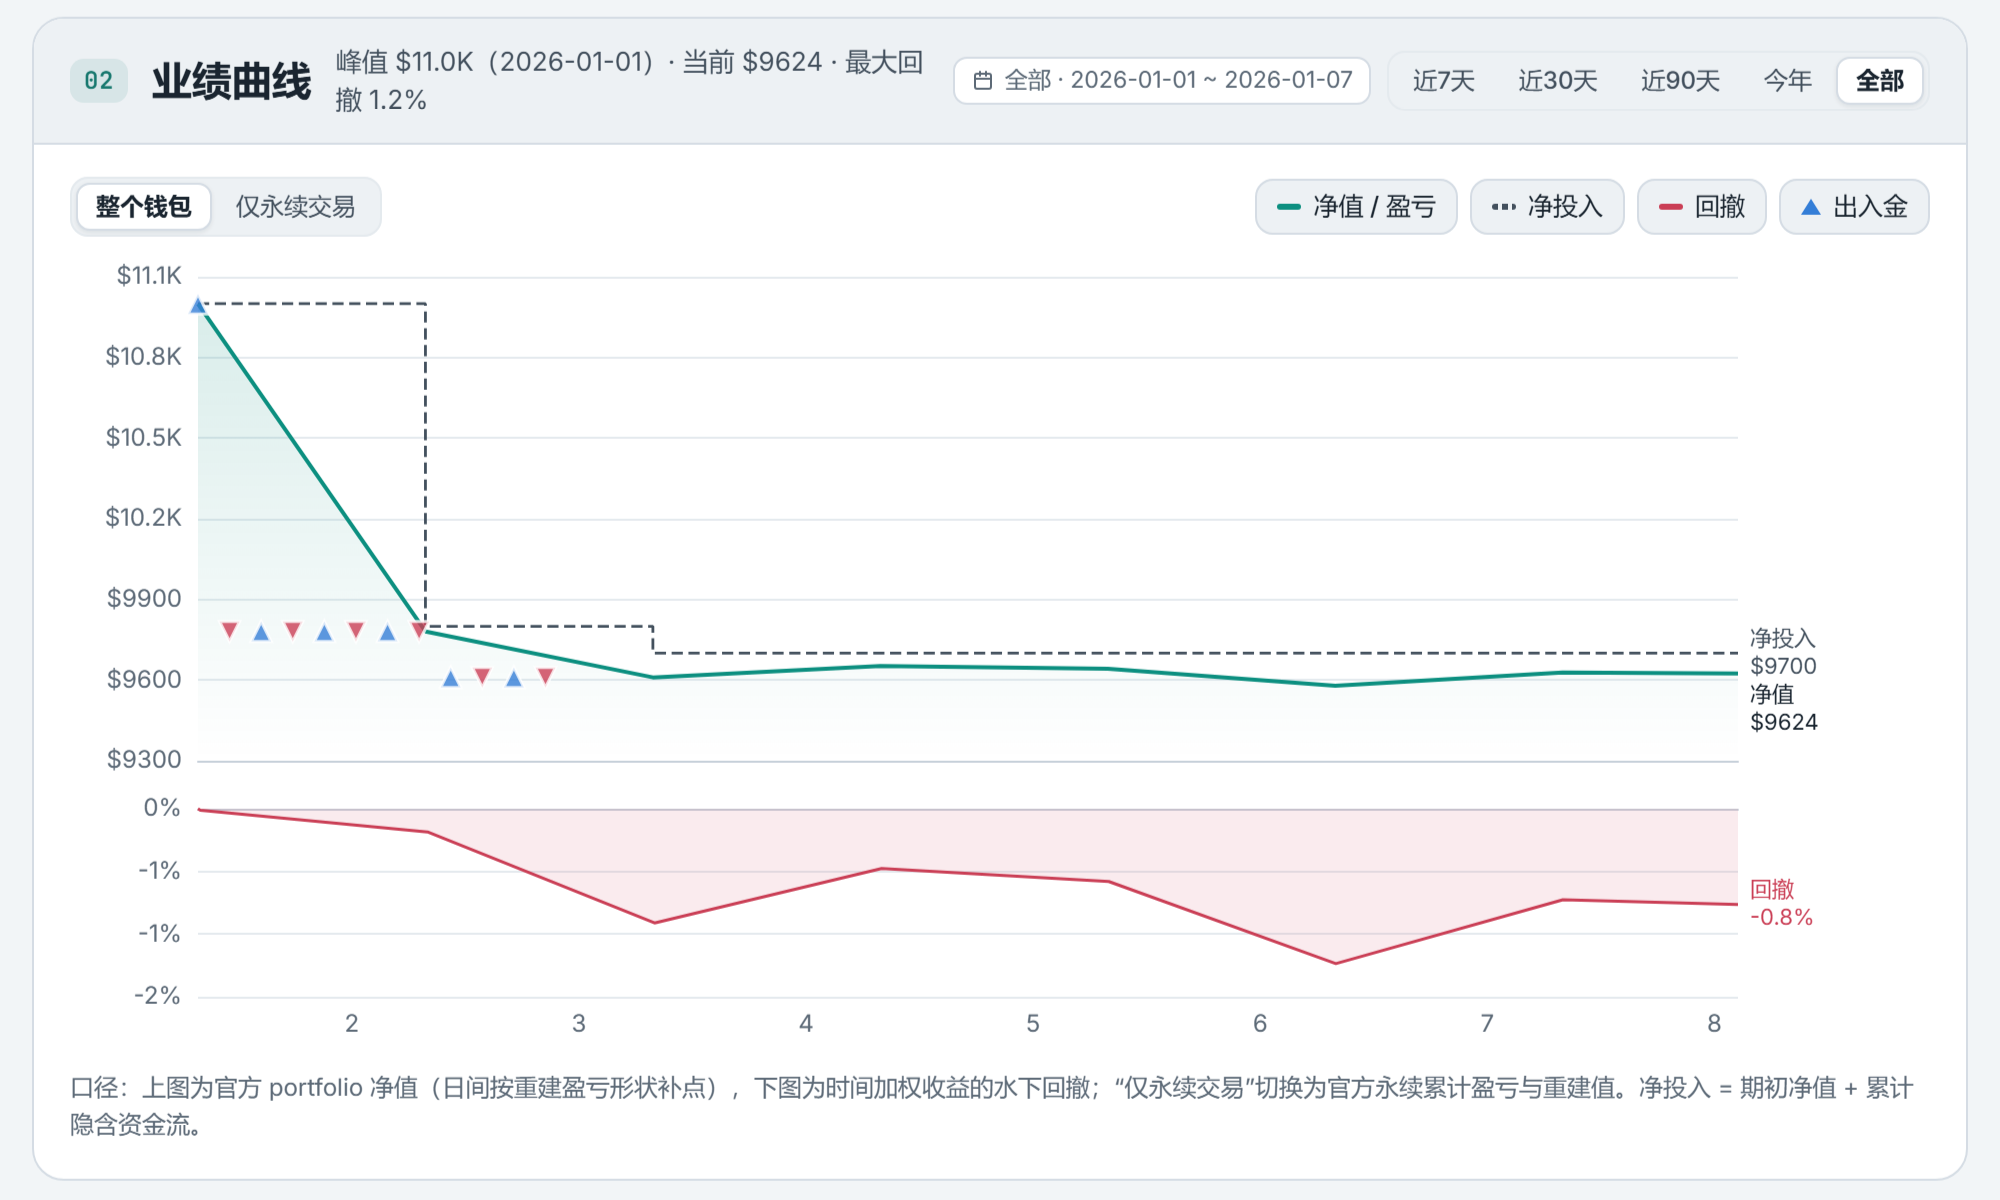 02
业绩曲线
峰值 $11.0K（2026-01-01）· 当前 $9624 · 最大回
撤 1.2%
全部 · 2026-01-01 ~ 2026-01-07
近7天
近30天
近90天
今年
全部
整个钱包
仅永续交易
净值 / 盈亏
净投入
回撤
出入金
$11.1K
$10.8K
$10.5K
$10.2K
$9900
$9600
$9300
净投入
$9700
净值
$9624
0%
-1%
-1%
-2%
回撤
-0.8%
2
3
4
5
6
7
8
口径：上图为官方 portfolio 净值（日间按重建盈亏形状补点），下图为时间加权收益的水下回撤；“仅永续交易”切换为官方永续累计盈亏与重建值。净投入 = 期初净值 + 累计
隐含资金流。